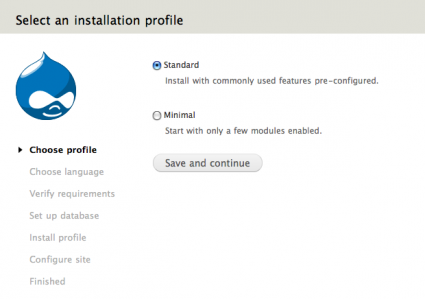 Select an installation profile
Standard
Install with commonly used features pre-configured.
Minimal
Start with only a few modules enabled.
Save and continue
Choose profile
Choose language
Verify requirements
Set up database
Install profile
Configure site
Finished